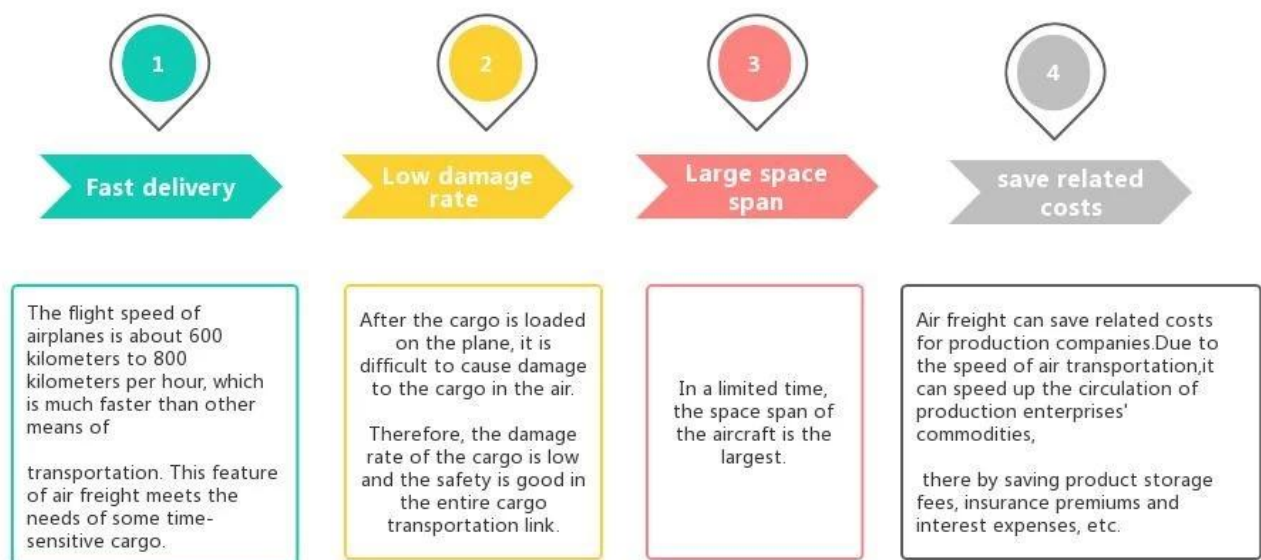 1
2
3
4
Fast delivery
Low damage
rate
Large space
span
save related
costs
The flight speed of
airplanes is about 600
kilometers to 800
kilometers per hour, which
is much faster than other
means of
transportation. This feature
of air freight meets the
needs of some time-
sensitive cargo.
After the cargo is loaded
on the plane, it is
difficult to cause damage
to the cargo in the air.
Therefore, the damage
rate of the cargo is low
and the safety is good in
the entire cargo
transportation link.
In a limited time,
the space span of
the aircraft is the
largest.
Air freight can save related costs
for production companies.Due to
the speed of air transportation,it
can speed up the circulation of
production enterprises'
commodities,
there by saving product storage
fees, insurance premiums and
interest expenses, etc.